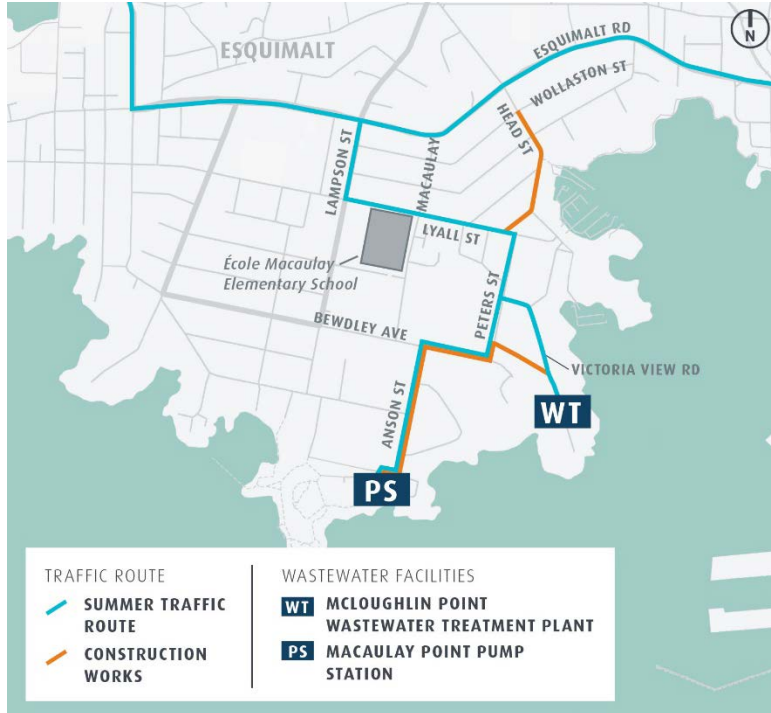 N
ESQUIMALT
ESQUIMALT RD
WOLLASTON ST
HEAD ST
LAMPSON ST
MACAULAY
LYALL ST
École Macaulay
Elementary School
PETERS ST
BEWDLEY AVE
VICTORIA VIEW RD
ANSON ST
WT
PS
TRAFFIC ROUTE
SUMMER TRAFFIC
ROUTE
CONSTRUCTION
WORKS
WASTEWATER FACILITIES
WT MCLOUGHLIN POINT
WASTEWATER TREATMENT PLANT
PS MACAULAY POINT PUMP
STATION